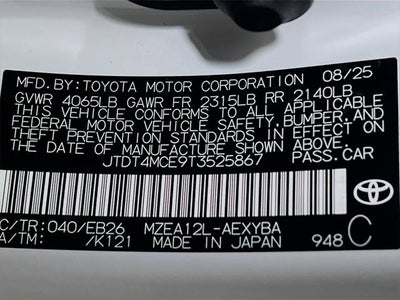 MFD.BY:TOYOTA MOTOR CORPORATION 08/25
GVWR 4065LB GAWR FR 2315LB RR 2140LB
THIS VEHICLE CONFORMS TO ALL APPLICABLE
FEDERAL MOTOR VEHICLE SAFETY,BUMPER,AND
THEFT PREVENTION STANDARDS IN EFFECT ON
THE DATE OF MANUFACTURE SHOWN ABOVE.
JTDT4MCE9T3525867 PASS.CAR
TOYOTA
C/TR:040/EB26 MZEA12L-AEXYBA
A/TM: /K121 MADE IN JAPAN 948 C